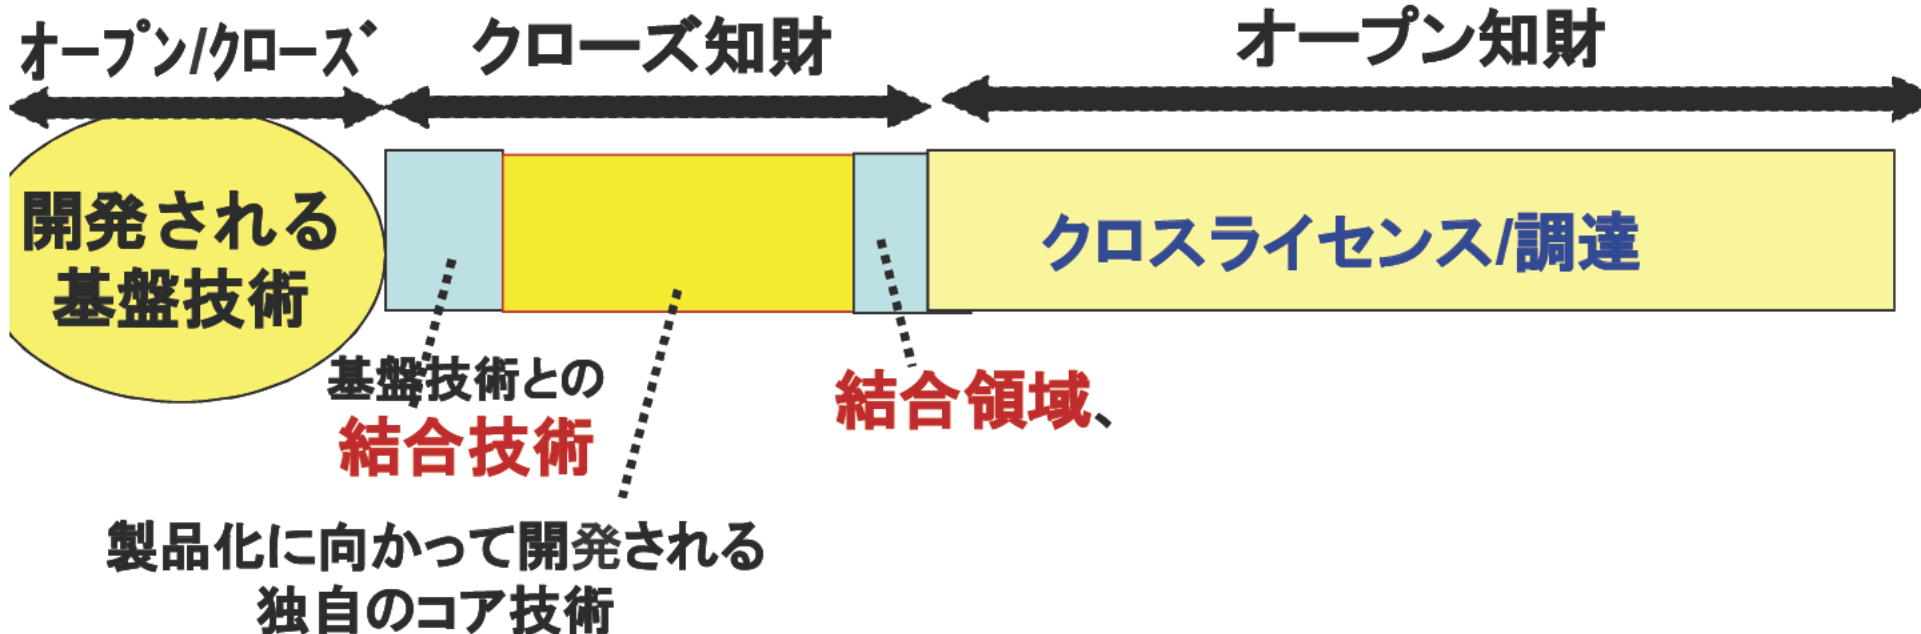 オープン/クローズ
クローズ知財
オープン知財
開発される
基盤技術
クロスライセンス/調達
基盤技術との
結合技術
結合領域、
製品化に向かって開発される
独自のコア技術